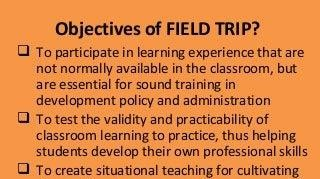 Objectives of FIELD TRIP?
❑ To participate in learning experience that are
not normally available in the classroom, but
are essential for sound training in
development policy and administration
❑ To test the validity and practicability of
classroom learning to practice, thus helping
students develop their own professional skills
❑ To create situational teaching for cultivating